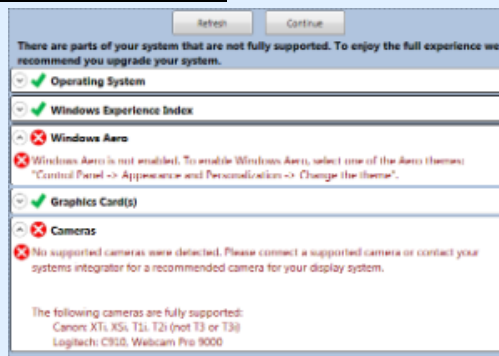 Refresh Continue
There are parts of your system that are not fully supported. To enjoy the full experience we
recommend you upgrade your system.
Operating System
Windows Experience Index
Windows Aero
Windows Aero is not enabled. To enable Windows Aero, select one of the Aero themes:
"Control Panel -> Appearance and Personalization -> Change the theme".
Graphics Card(s)
Cameras
No supported cameras were detected. Please connect a supported camera or contact your
systems integrator for a recommended camera for your display system.
The following cameras are fully supported:
Canon: XTi, XSi, T1i, T2i (not T3 or T3i)
Logitech: C910, Webcam Pro 9000